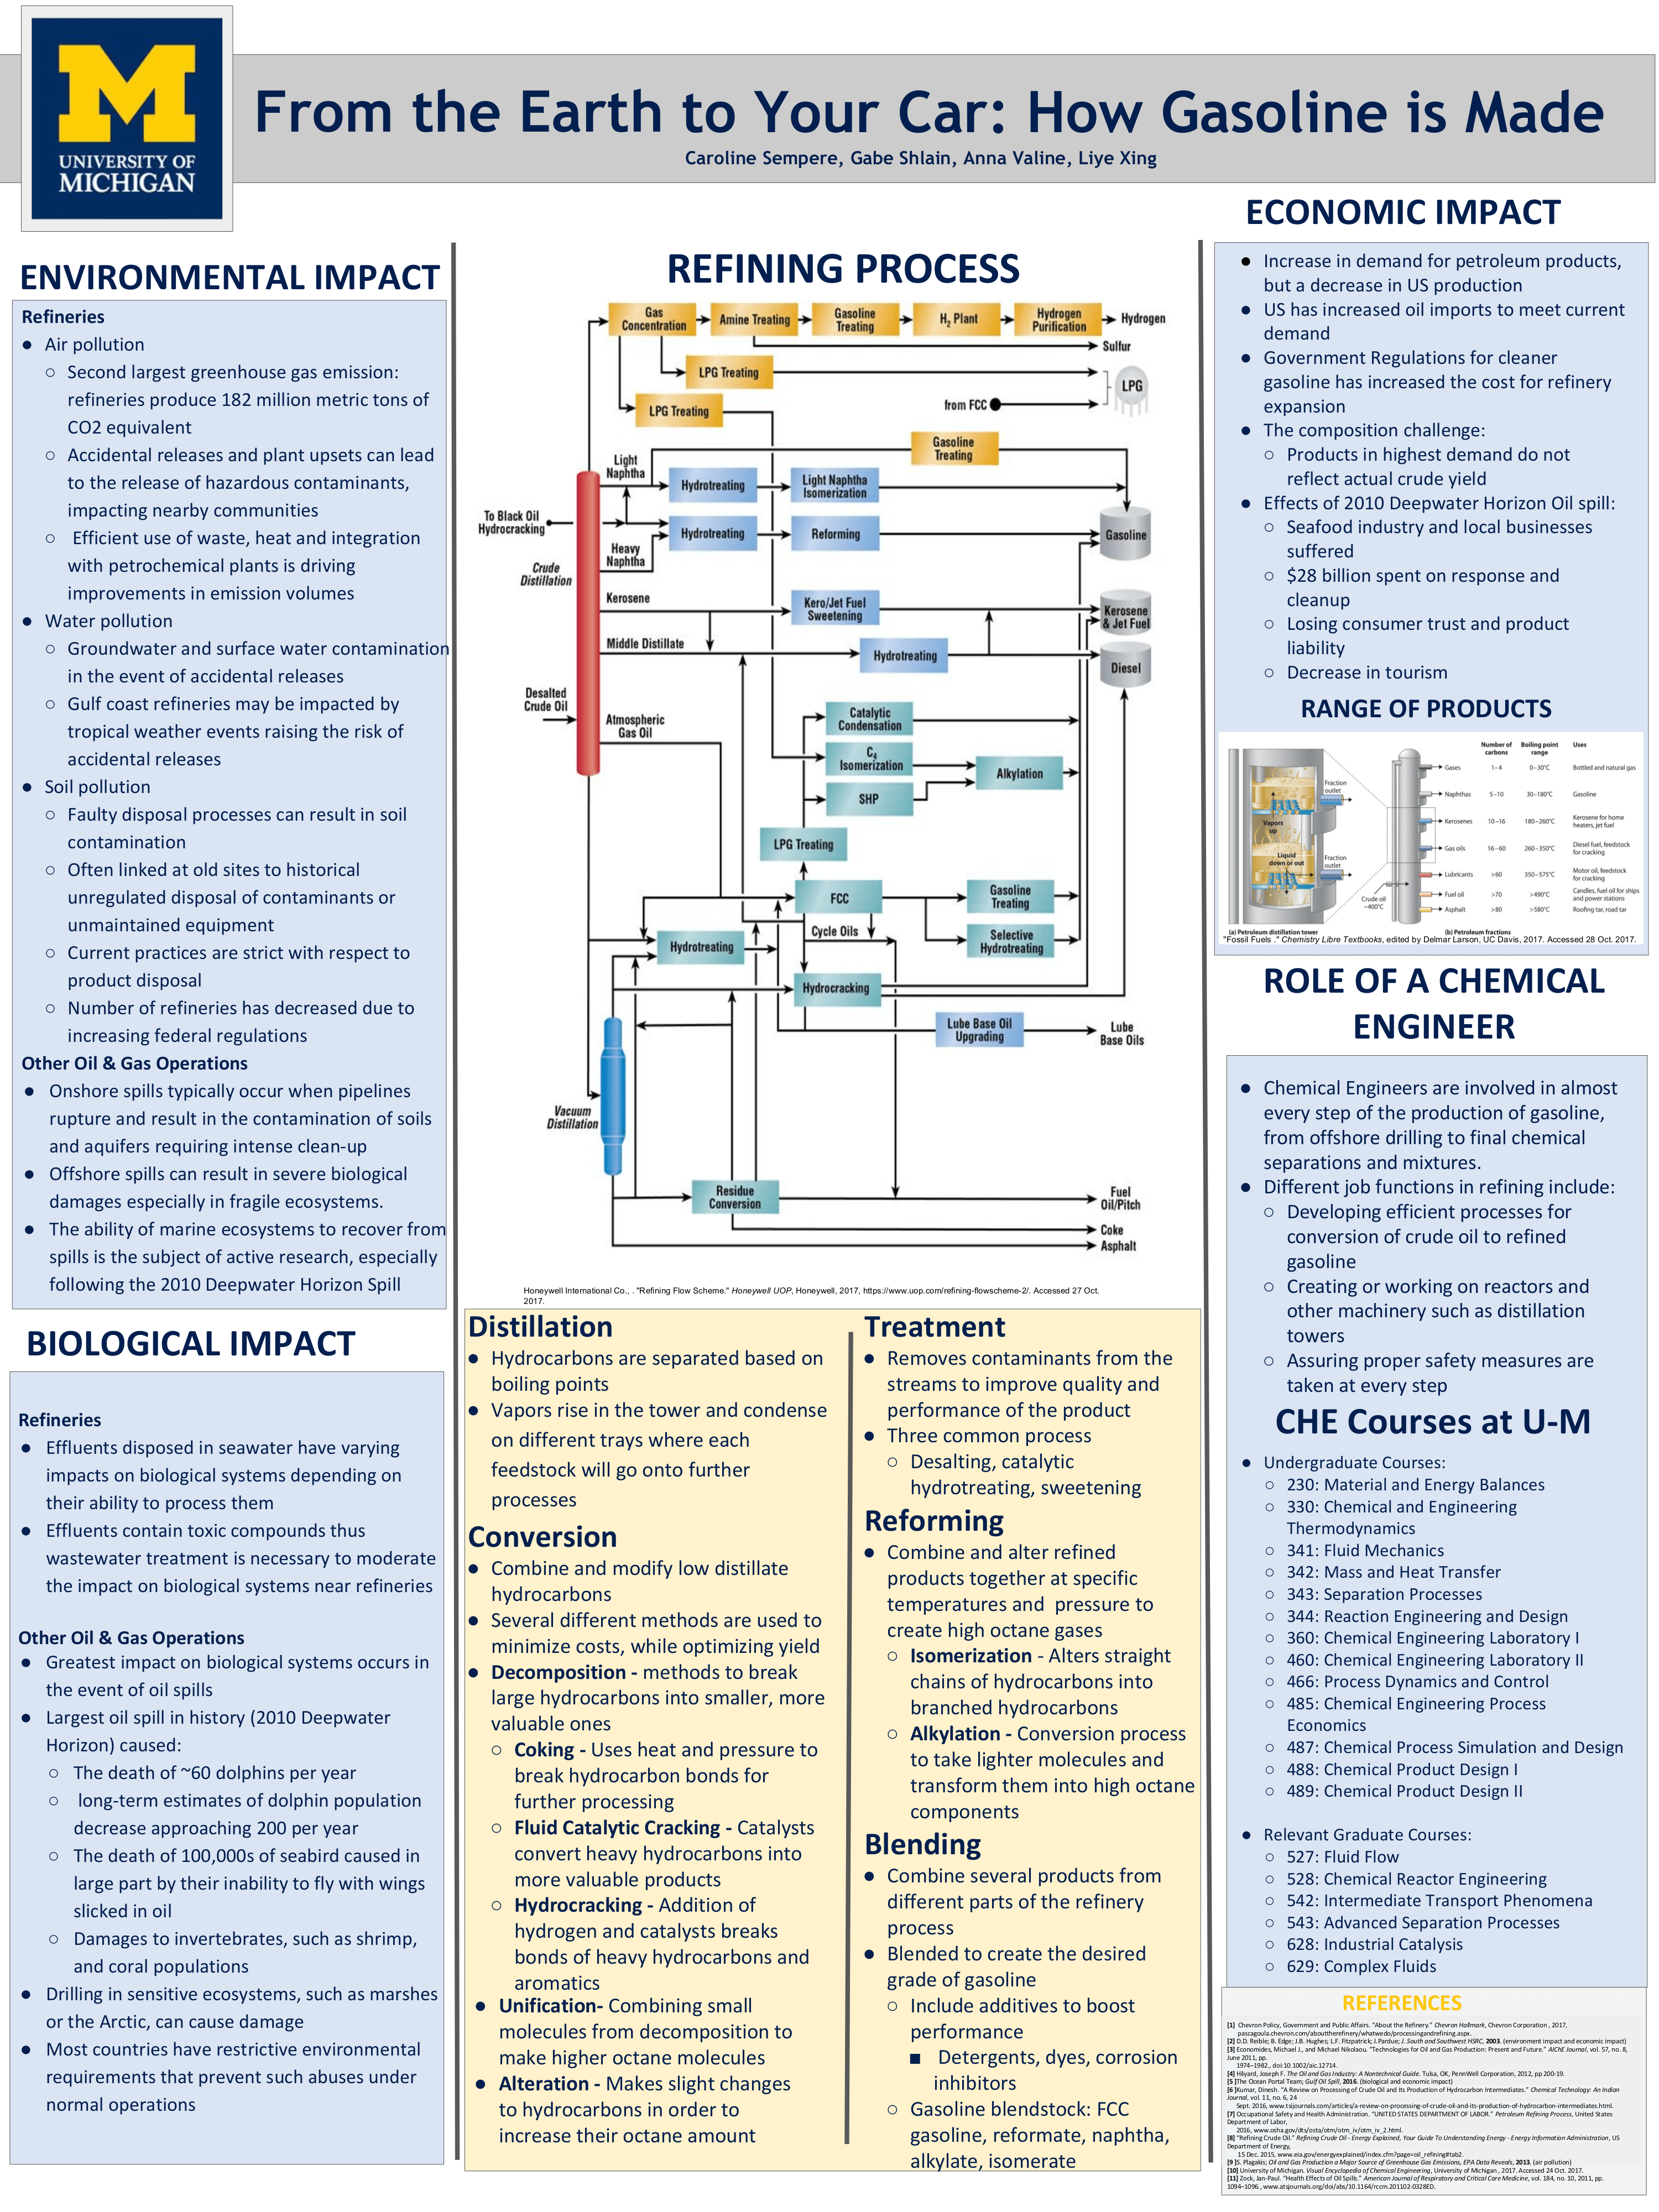 UNIVERSITY OF
MICHIGAN
From the Earth to Your Car: How Gasoline is Made
Caroline Sempere, Gabe Shlain, Anna Valine, Liye Xing
ENVIRONMENTAL IMPACT
Refineries
● Air pollution
○ Second largest greenhouse gas emission:
refineries produce 182 million metric tons of
CO2 equivalent
○ Accidental releases and plant upsets can lead
to the release of hazardous contaminants,
impacting nearby communities
○ Efficient use of waste, heat and integration
with petrochemical plants is driving
improvements in emission volumes
● Water pollution
○ Groundwater and surface water contamination
in the event of accidental releases
○ Gulf coast refineries may be impacted by
tropical weather events raising the risk of
accidental releases
● Soil pollution
○ Faulty disposal processes can result in soil
contamination
○ Often linked at old sites to historical
unregulated disposal of contaminants or
unmaintained equipment
○ Current practices are strict with respect to
product disposal
○ Number of refineries has decreased due to
increasing federal regulations
Other Oil & Gas Operations
● Onshore spills typically occur when pipelines
rupture and result in the contamination of soils
and aquifers requiring intense clean-up
● Offshore spills can result in severe biological
damages especially in fragile ecosystems.
● The ability of marine ecosystems to recover from
spills is the subject of active research, especially
following the 2010 Deepwater Horizon Spill
BIOLOGICAL IMPACT
Refineries
● Effluents disposed in seawater have varying
impacts on biological systems depending on
their ability to process them
● Effluents contain toxic compounds thus
wastewater treatment is necessary to moderate
the impact on biological systems near refineries
Other Oil & Gas Operations
● Greatest impact on biological systems occurs in
the event of oil spills
● Largest oil spill in history (2010 Deepwater
Horizon) caused:
○ The death of ~60 dolphins per year
○ long-term estimates of dolphin population
decrease approaching 200 per year
○ The death of 100,000s of seabird caused in
large part by their inability to fly with wings
slicked in oil
○ Damages to invertebrates, such as shrimp,
and coral populations
● Drilling in sensitive ecosystems, such as marshes
or the Arctic, can cause damage
● Most countries have restrictive environmental
requirements that prevent such abuses under
normal operations
REFINING PROCESS
Gas
Concentration
Amine Treating
Gasoline
Treating
H2 Plant
Hydrogen
Purification
Hydrogen
Sulfur
LPG Treating
LPG
LPG Treating
from FCC
Gasoline
Treating
Light
Naphtha
Hydrotreating
Light Naphtha
Isomerization
To Black Oil
Hydrocracking
Hydrotreating
Reforming
Gasoline
Heavy
Naphtha
Crude
Distillation
Kerosene
Kero/Jet Fuel
Sweetening
Kerosene
& Jet Fuel
Middle Distillate
Hydrotreating
Diesel
Desalted
Crude Oil
Atmospheric
Gas Oil
Catalytic
Condensation
C4
Isomerization
Alkylation
SHP
LPG Treating
FCC
Gasoline
Treating
Cycle Oils
Hydrotreating
Selective
Hydrotreating
Hydrocracking
Lube Base Oil
Upgrading
Lube
Base Oils
Vacuum
Distillation
Residue
Conversion
Fuel
Oil/Pitch
Coke
Asphalt
Honeywell International Co., . "Refining Flow Scheme." Honeywell UOP, Honeywell, 2017, https://www.uop.com/refining-flowscheme-2/. Accessed 27 Oct.
2017.
Distillation
● Hydrocarbons are separated based on
boiling points
● Vapors rise in the tower and condense
on different trays where each
feedstock will go onto further
processes
Conversion
● Combine and modify low distillate
hydrocarbons
● Several different methods are used to
minimize costs, while optimizing yield
● Decomposition - methods to break
large hydrocarbons into smaller, more
valuable ones
○ Coking - Uses heat and pressure to
break hydrocarbon bonds for
further processing
○ Fluid Catalytic Cracking - Catalysts
convert heavy hydrocarbons into
more valuable products
○ Hydrocracking - Addition of
hydrogen and catalysts breaks
bonds of heavy hydrocarbons and
aromatics
● Unification- Combining small
molecules from decomposition to
make higher octane molecules
● Alteration - Makes slight changes
to hydrocarbons in order to
increase their octane amount
Treatment
● Removes contaminants from the
streams to improve quality and
performance of the product
● Three common process
○ Desalting, catalytic
hydrotreating, sweetening
Reforming
● Combine and alter refined
products together at specific
temperatures and pressure to
create high octane gases
○ Isomerization - Alters straight
chains of hydrocarbons into
branched hydrocarbons
○ Alkylation - Conversion process
to take lighter molecules and
transform them into high octane
components
Blending
● Combine several products from
different parts of the refinery
process
● Blended to create the desired
grade of gasoline
○ Include additives to boost
performance
■ Detergents, dyes, corrosion
inhibitors
○ Gasoline blendstock: FCC
gasoline, reformate, naphtha,
alkylate, isomerate
ECONOMIC IMPACT
● Increase in demand for petroleum products,
but a decrease in US production
● US has increased oil imports to meet current
demand
● Government Regulations for cleaner
gasoline has increased the cost for refinery
expansion
● The composition challenge:
○ Products in highest demand do not
reflect actual crude yield
● Effects of 2010 Deepwater Horizon Oil spill:
○ Seafood industry and local businesses
suffered
○ $28 billion spent on response and
cleanup
○ Losing consumer trust and product
liability
○ Decrease in tourism
RANGE OF PRODUCTS
Fraction
outlet
Vapors
up
Liquid
down or out
Fraction
outlet
(a) Petroleum distillation tower
Crude oil
~400°C
Number of
carbons
Boiling point
range
Uses
Gases 1–4 0–30°C Bottled and natural gas
Naphthas 5–10 30–180°C Gasoline
Kerosenes 10–16 180–260°C Kerosene for home
heaters, jet fuel
Gas oils 16–60 260–350°C Diesel fuel, feedstock
for cracking
Lubricants >60 350–575°C Motor oil, feedstock
for cracking
Fuel oil >70 >490°C Candles, fuel oil for ships
and power stations
Asphalt >80 >580°C Roofing tar, road tar
(b) Petroleum fractions
"Fossil Fuels ." Chemistry Libre Textbooks, edited by Delmar Larson, UC Davis, 2017. Accessed 28 Oct. 2017.
ROLE OF A CHEMICAL
ENGINEER
● Chemical Engineers are involved in almost
every step of the production of gasoline,
from offshore drilling to final chemical
separations and mixtures.
● Different job functions in refining include:
○ Developing efficient processes for
conversion of crude oil to refined
gasoline
○ Creating or working on reactors and
other machinery such as distillation
towers
○ Assuring proper safety measures are
taken at every step
CHE Courses at U-M
● Undergraduate Courses:
○ 230: Material and Energy Balances
○ 330: Chemical and Engineering
Thermodynamics
○ 341: Fluid Mechanics
○ 342: Mass and Heat Transfer
○ 343: Separation Processes
○ 344: Reaction Engineering and Design
○ 360: Chemical Engineering Laboratory I
○ 460: Chemical Engineering Laboratory II
○ 466: Process Dynamics and Control
○ 485: Chemical Engineering Process
Economics
○ 487: Chemical Process Simulation and Design
○ 488: Chemical Product Design I
○ 489: Chemical Product Design II
● Relevant Graduate Courses:
○ 527: Fluid Flow
○ 528: Chemical Reactor Engineering
○ 542: Intermediate Transport Phenomena
○ 543: Advanced Separation Processes
○ 628: Industrial Catalysis
○ 629: Complex Fluids
REFERENCES
[1] Chevron Policy, Government and Public Affairs. "About the Refinery." Chevron Hallmark, Chevron Corporation , 2017,
pascagoula.chevron.com/abouttherefinery/whatwedo/processingandrefining.aspx.
[2] D.D. Reible; B. Edge; J.B. Hughes; L.F. Fitzpatrick; J.Pardue; J. South and Southwest HSRC, 2003. (environment impact and economic impact)
[3] Economides, Michael J., and Michael Nikolaou. "Technologies for Oil and Gas Production: Present and Future." AIChE Journal, vol. 57, no. 8,
June 2011, pp.
1974–1982., doi:10.1002/aic.12714.
[4] Hilyard, Joseph F. The Oil and Gas Industry: A Nontechnical Guide. Tulsa, OK, PennWell Corporation, 2012, pp 200-19.
[5 ]The Ocean Portal Team; Gulf Oil Spill, 2016. (biological and economic impact)
[6 ]Kumar, Dinesh. "A Review on Processing of Crude Oil and Its Production of Hydrocarbon Intermediates." Chemical Technology: An Indian
Journal, vol. 11, no. 6, 24
Sept. 2016, www.tsijournals.com/articles/a-review-on-processing-of-crude-oil-and-its-production-of-hydrocarbon-intermediates.html.
[7] Occupational Safety and Health Administration. "UNITED STATES DEPARTMENT OF LABOR." Petroleum Refining Process, United States
Department of Labor,
2016, www.osha.gov/dts/osta/otm/otm_iv/otm_iv_2.html.
[8] "Refining Crude Oil." Refining Crude Oil - Energy Explained, Your Guide To Understanding Energy - Energy Information Administration, US
Department of Energy,
15 Dec. 2015, www.eia.gov/energyexplained/index.cfm?page=oil_refining#tab2.
[9 ]S. Plagakis; Oil and Gas Production a Major Source of Greenhouse Gas Emissions, EPA Data Reveals, 2013. (air pollution)
[10] University of Michigan. Visual Encyclopedia of Chemical Engineering, University of Michigan , 2017. Accessed 24 Oct. 2017.
[11] Zock, Jan-Paul. "Health Effects of Oil Spills." American Journal of Respiratory and Critical Care Medicine, vol. 184, no. 10, 2011, pp.
1094–1096., www.atsjournals.org/doi/abs/10.1164/rccm.201102-0328ED.